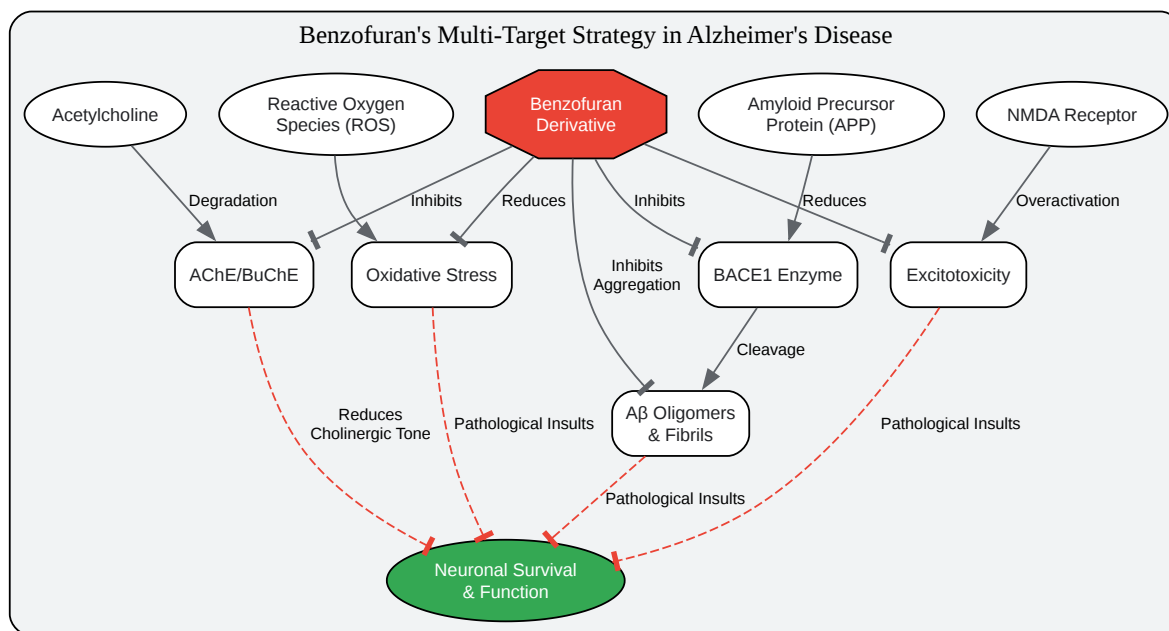 Benzofuran's Multi-Target Strategy in Alzheimer's Disease
Acetylcholine
Reactive Oxygen
Species (ROS)
Benzofuran
Derivative
Amyloid Precursor
Protein (APP)
NMDA Receptor
Degradation
Inhibits
Reduces
Inhibits
Reduces
Overactivation
AChE/BuChE
Oxidative Stress
Inhibits
Aggregation
BACE1 Enzyme
Excitotoxicity
Cleavage
Reduces
Cholinergic Tone
Pathological Insults
Aβ Oligomers
& Fibrils
Pathological Insults
Pathological Insults
Neuronal Survival
& Function